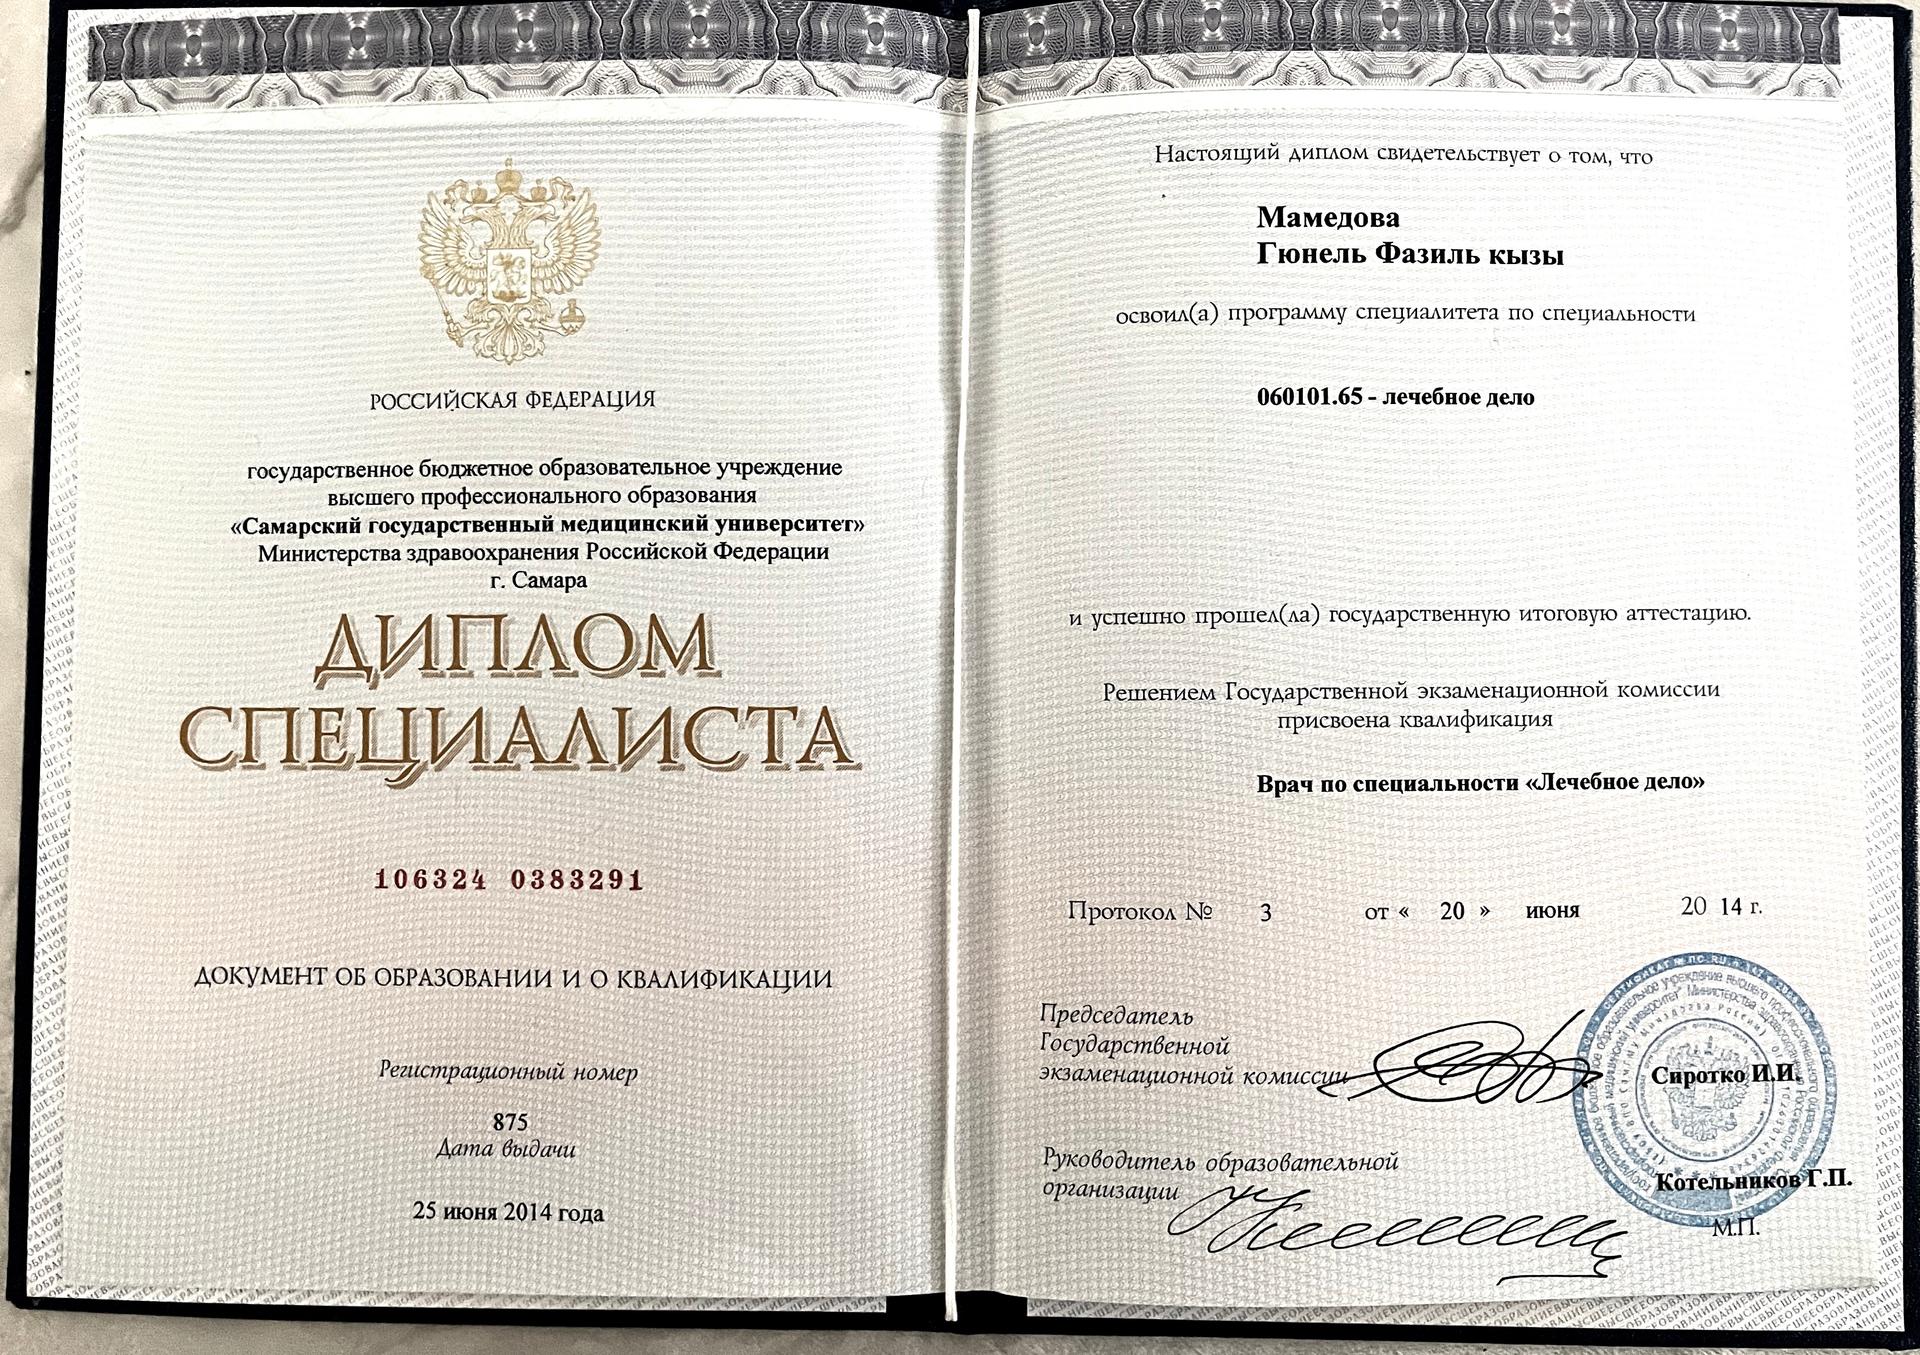 РОССИЙСКАЯ ФЕДЕРАЦИЯ
государственное бюджетное образовательное учреждение
высшего профессионального образования
«Самарский государственный медицинский университет»
Министерства здравоохранения Российской Федерации
г. Самара
ДИПЛОМ
СПЕЦИАЛИСТА
106324 0383291
ДОКУМЕНТ ОБ ОБРАЗОВАНИИ И О КВАЛИФИКАЦИИ
Регистрационный номер
875
Дата выдачи
25 июня 2014 года
Настоящий диплом свидетельствует о том, что
Мамедова
Гюнель Фазиль кызы
освоил(а) программу специалитета по специальности
060101.65 - лечебное дело
и успешно прошел(ла) государственную итоговую аттестацию.
Решением Государственной экзаменационной комиссии
присвоена квалификация
Врач по специальности «Лечебное дело»
Протокол № 3 от « 20 » июня 20 14 г.
Председатель
Государственной
экзаменационной комиссии
Сиротко И.И.
Руководитель образовательной
организации
Котельников Г.П.
М.П.